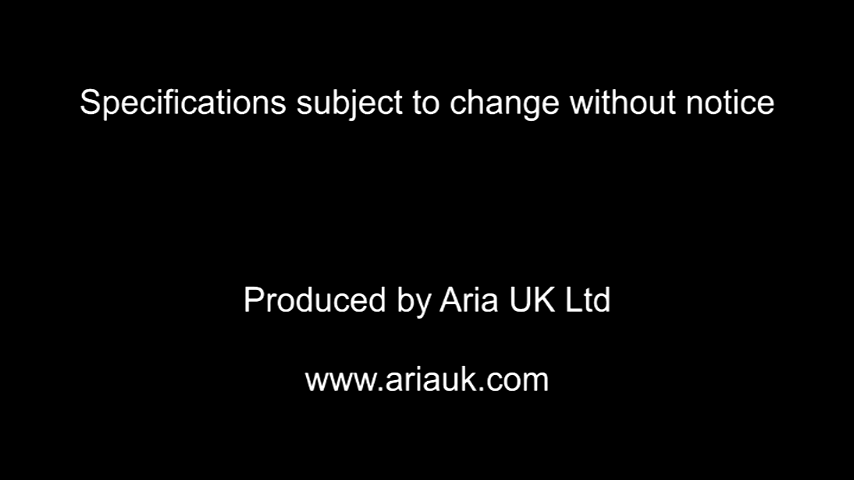 Specifications subject to change without notice
Produced by Aria UK Ltd
www.ariauk.com